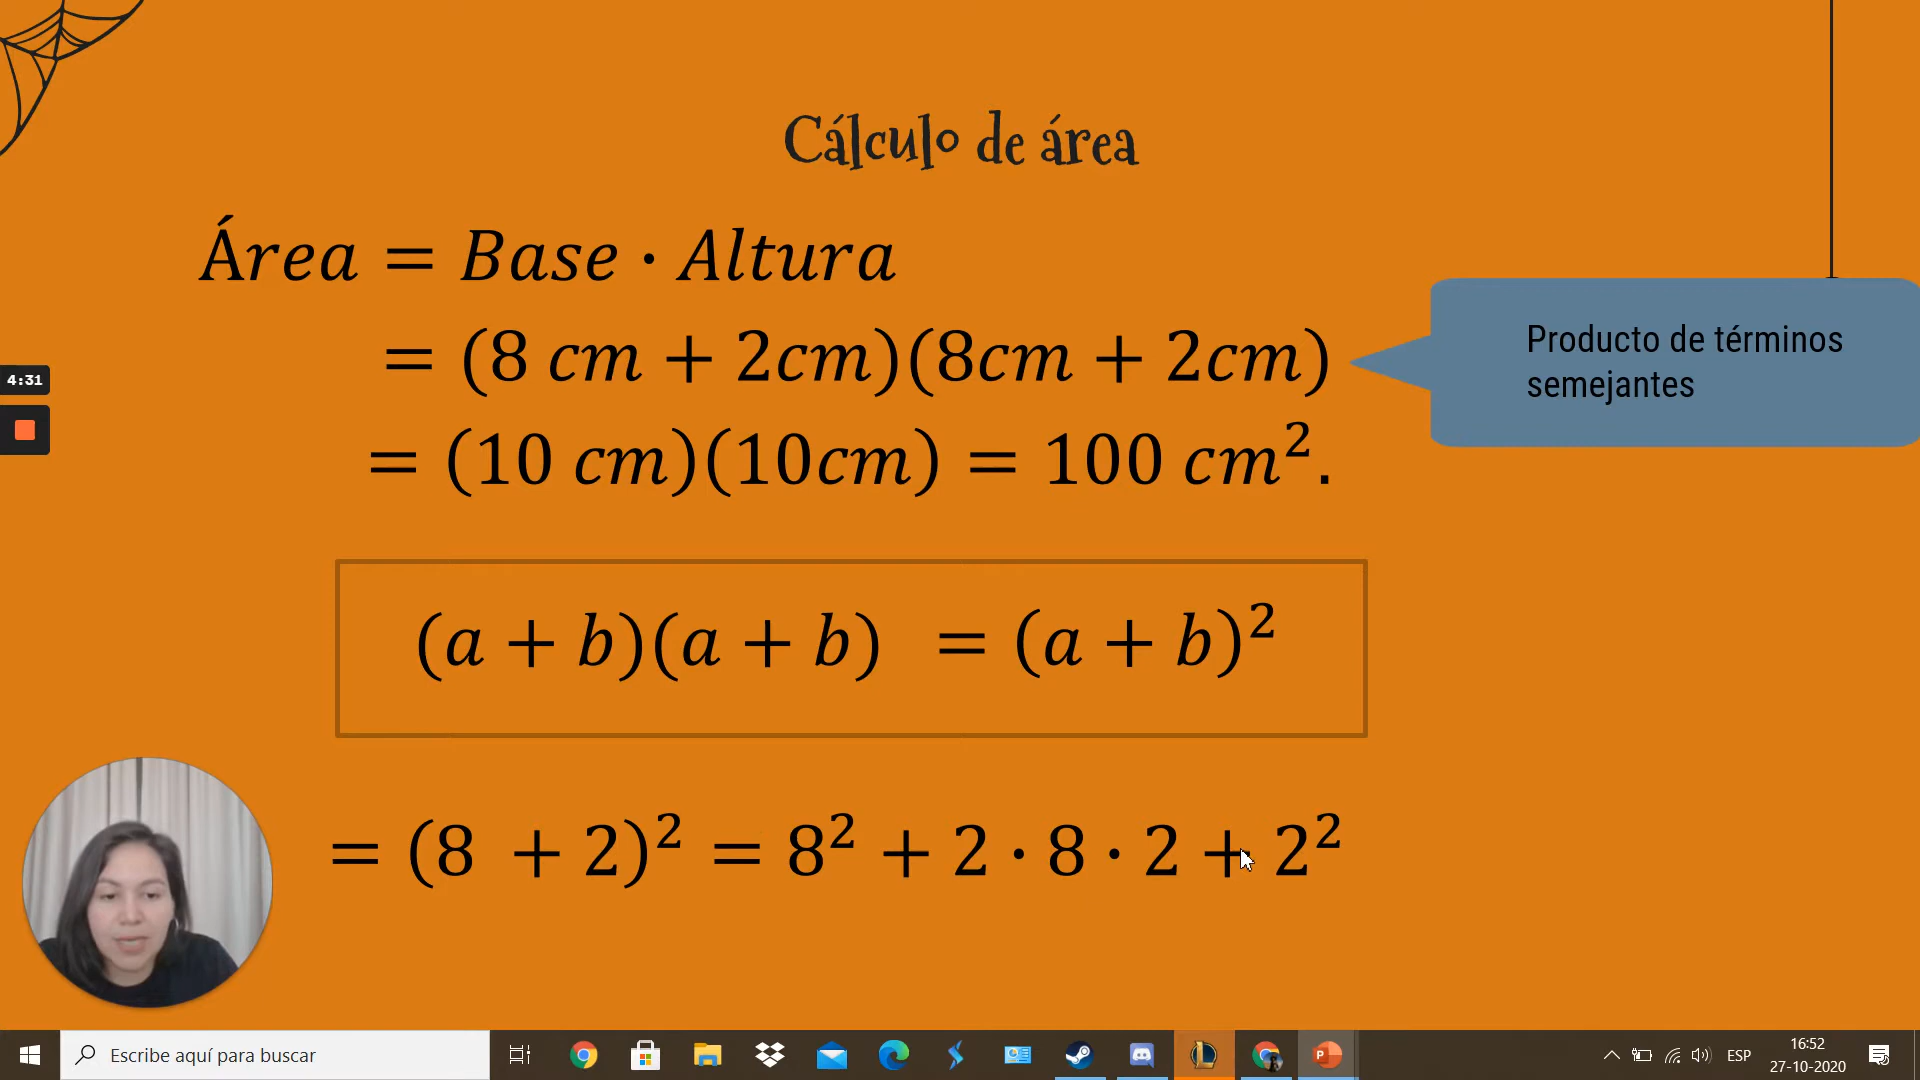 Cálculo de área
Área = Base · Altura
= (8 cm + 2cm)(8cm + 2cm)
Producto de términos
semejantes
4:31
= (10 cm)(10cm) = 100 cm².
(a + b)(a + b) = (a + b)²
= (8 + 2)² = 8² + 2 · 8 · 2 + 2²
Escribe aquí para buscar
ESP
16:52
27-10-2020